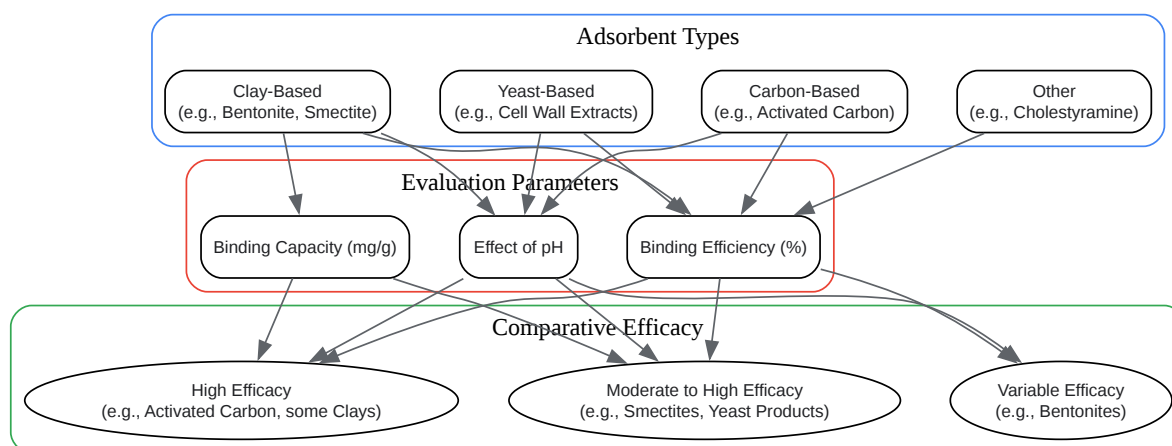 Adsorbent Types
Clay-Based
(e.g., Bentonite, Smectite)
Yeast-Based
(e.g., Cell Wall Extracts)
Carbon-Based
(e.g., Activated Carbon)
Other
(e.g., Cholestyramine)
Evaluation Parameters
Binding Capacity (mg/g)
Effect of pH
Binding Efficiency (%)
Comparative Efficacy
High Efficacy
(e.g., Activated Carbon, some Clays)
Moderate to High Efficacy
(e.g., Smectites, Yeast Products)
Variable Efficacy
(e.g., Bentonites)